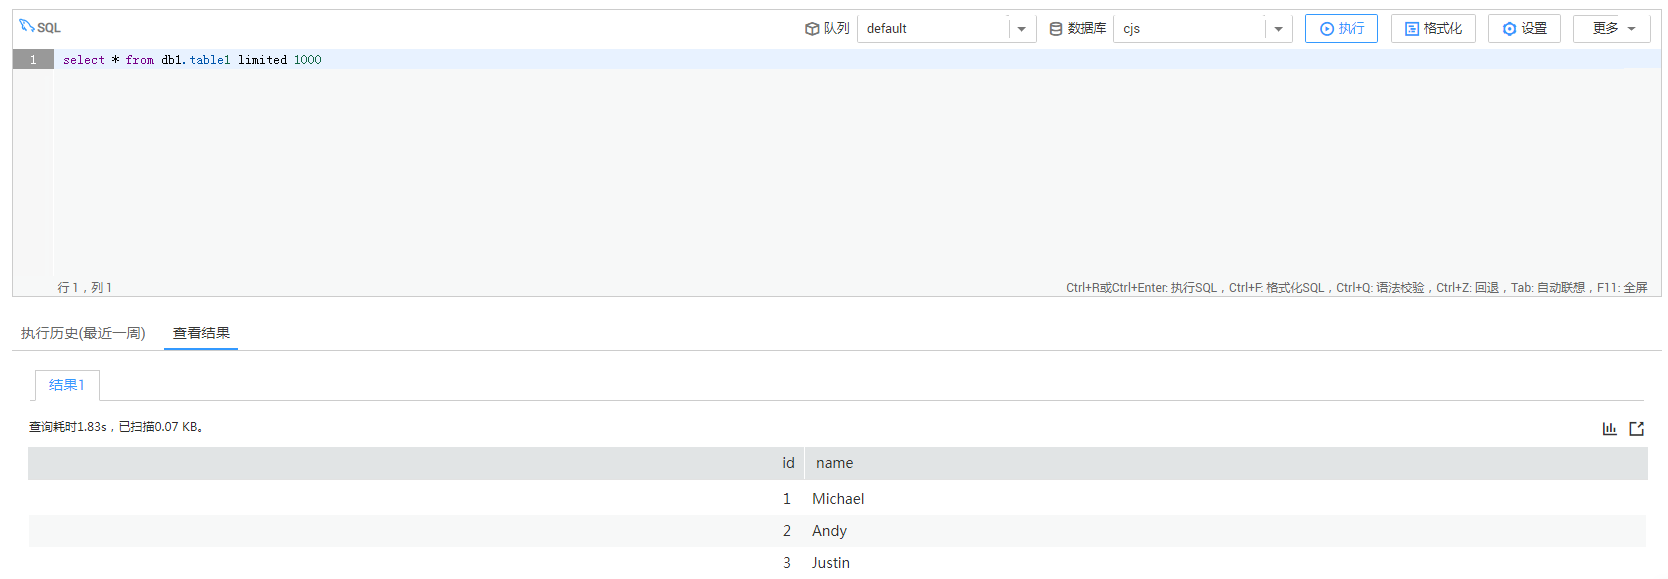 SQL 队列 default 数据库 cjs 执行 格式化 设置 更多
1 select * from db1.table1 limited 1000
行 1，列 1 Ctrl+R或Ctrl+Enter: 执行SQL，Ctrl+F: 格式化SQL，Ctrl+Q: 语法校验，Ctrl+Z: 回退，Tab: 自动联想，F11: 全屏
执行历史(最近一周) 查看结果
结果1
查询耗时1.83s，已扫描0.07 KB。
id name
1 Michael
2 Andy
3 Justin